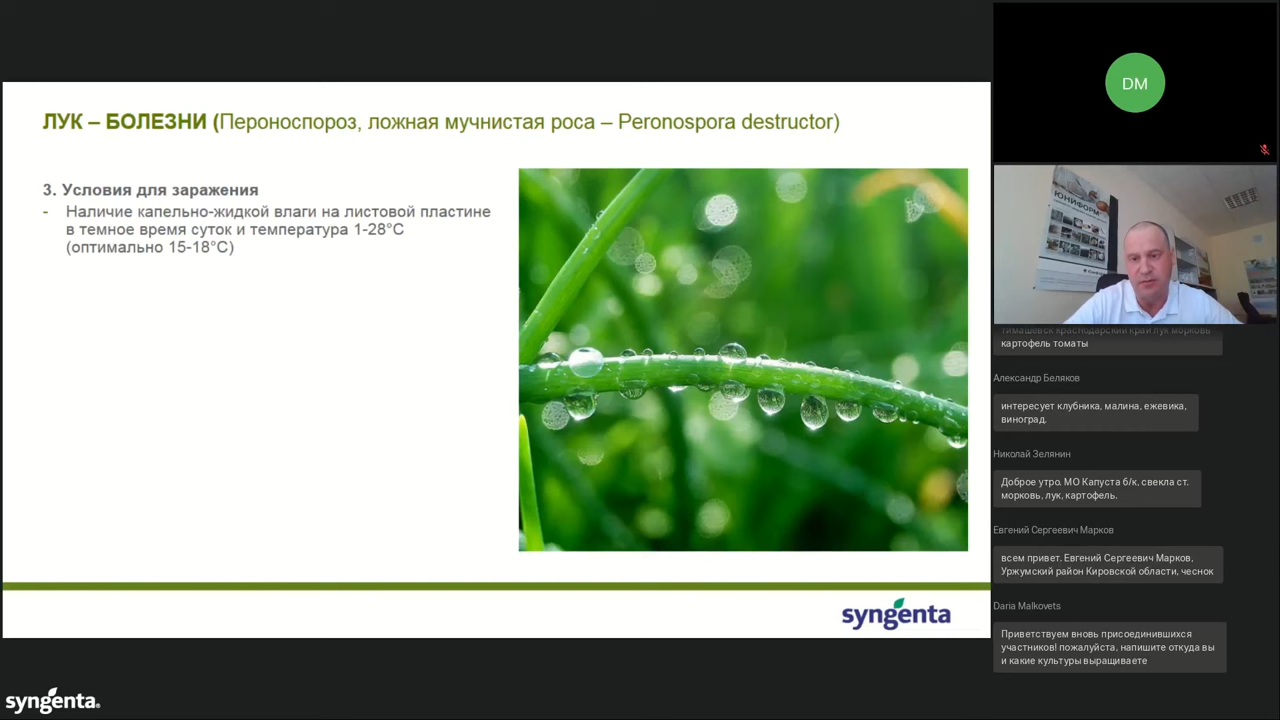 ЛУК – БОЛЕЗНИ (Пероноспороз, ложная мучнистая роса – Peronospora destructor)
3. Условия для заражения
- Наличие капельно-жидкой влаги на листовой пластине
в темное время суток и температура 1-28°C
(оптимально 15-18°C)
syngenta
syngenta.
DM
ЮНИФОРМ
тимашевск краснодарский край лук морковь
картофель томаты
Александр Беляков
интересует клубника, малина, ежевика,
виноград.
Николай Зелянин
Доброе утро. МО Капуста б/к, свекла ст.
морковь, лук, картофель.
Евгений Сергеевич Марков
всем привет. Евгений Сергеевич Марков,
Уржумский район Кировской области, чеснок
Daria Malkovets
Приветствуем вновь присоединившихся
участников! пожалуйста, напишите откуда вы
и какие культуры выращиваете